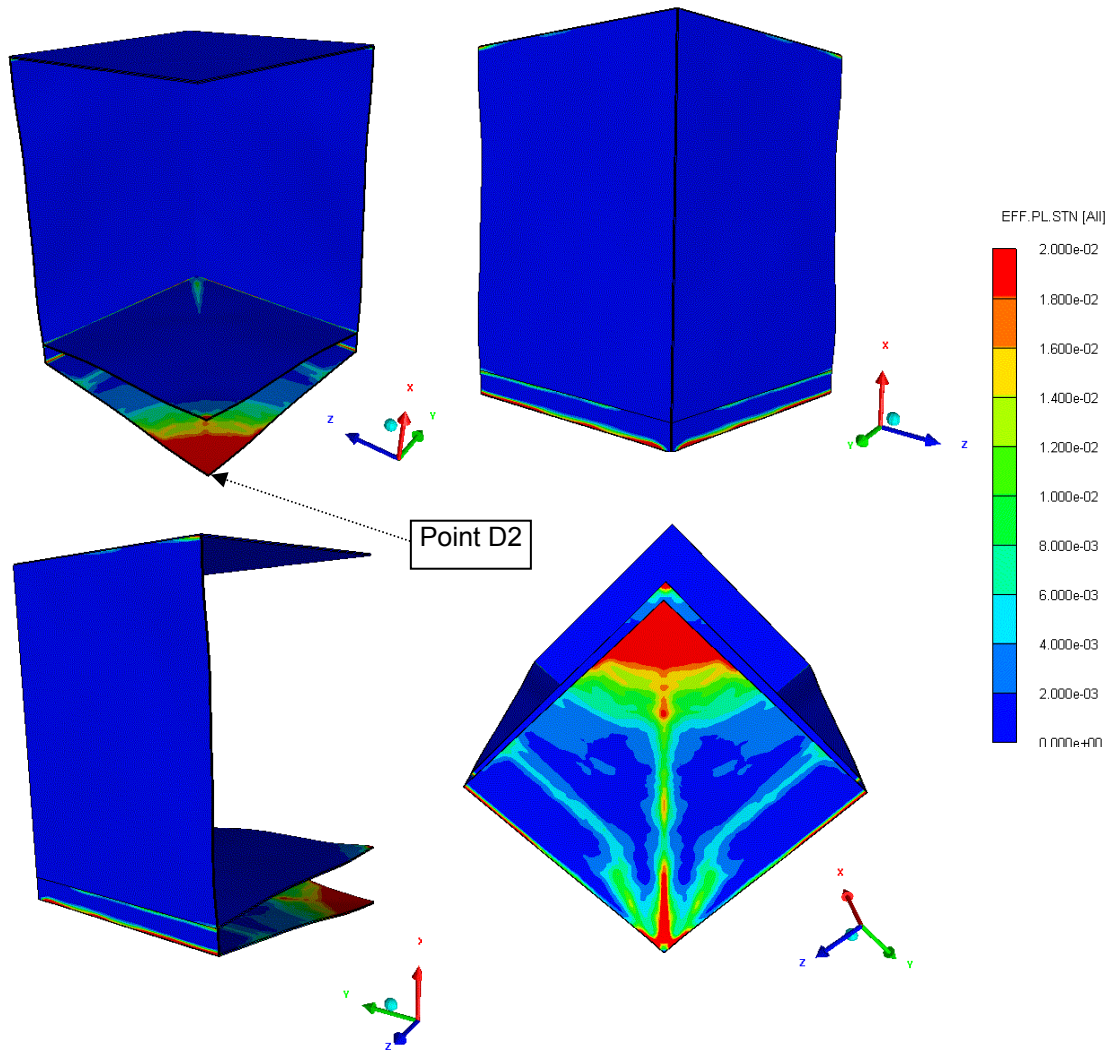 EFF.PL.STN [All]
2.000e-02
1.800e-02
1.600e-02
1.400e-02
1.200e-02
1.000e-02
8.000e-03
6.000e-03
4.000e-03
2.000e-03
0.000e+00
X
Y
Z
X
Y
Z
Point D2
X
Y
Z
X
Y
Z